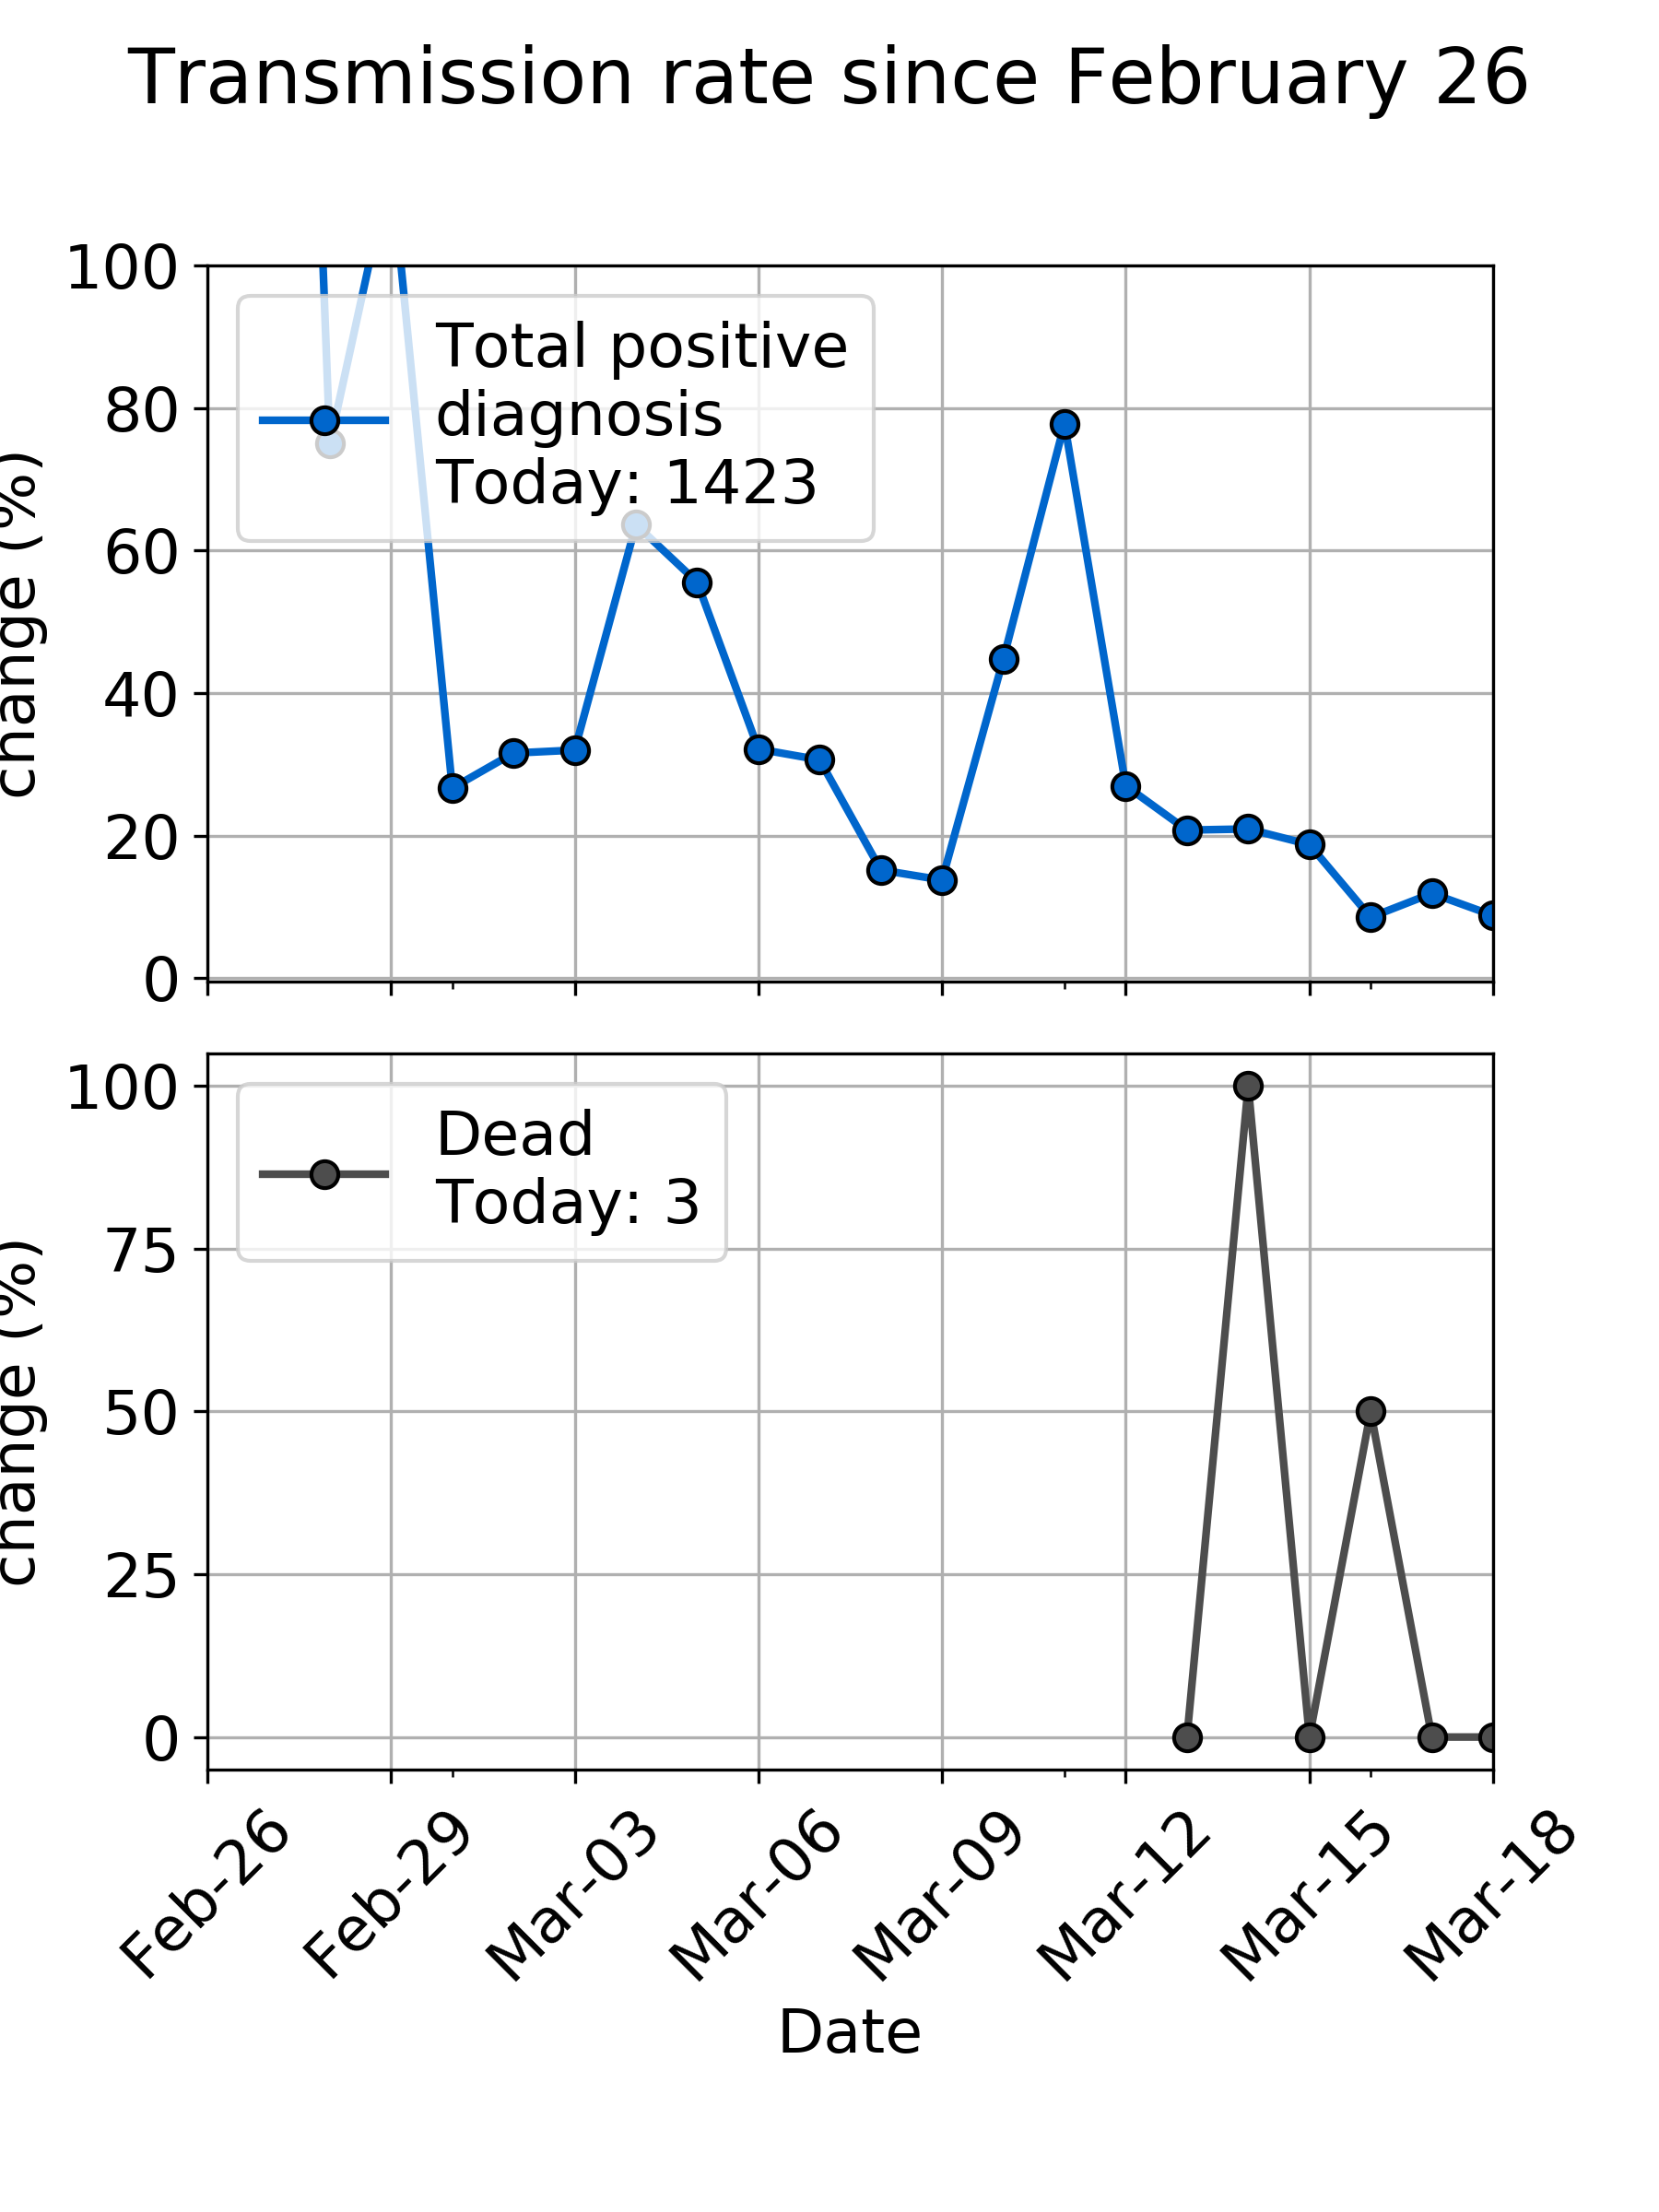 Transmission rate since February 26
100
80
60
40
20
0
change (%)
Total positive
diagnosis
Today: 1423
100
75
50
25
0
change (%)
Dead
Today: 3
Feb-26
Feb-29
Mar-03
Mar-06
Mar-09
Mar-12
Mar-15
Mar-18
Date